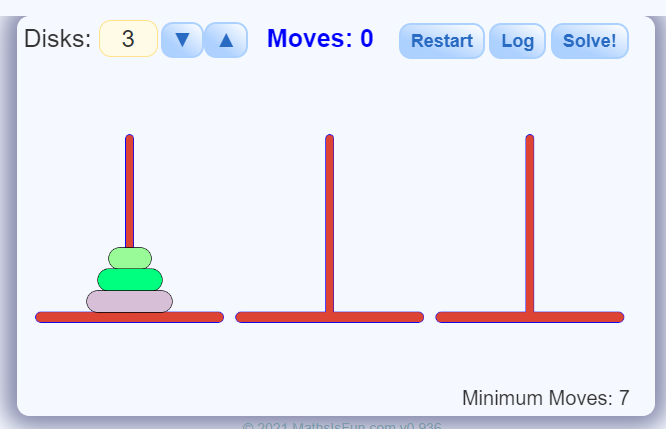 Disks: 3 ▼ ▲ Moves: 0 Restart Log Solve!
Minimum Moves: 7
© 2021 MathsIsFun.com v0.936